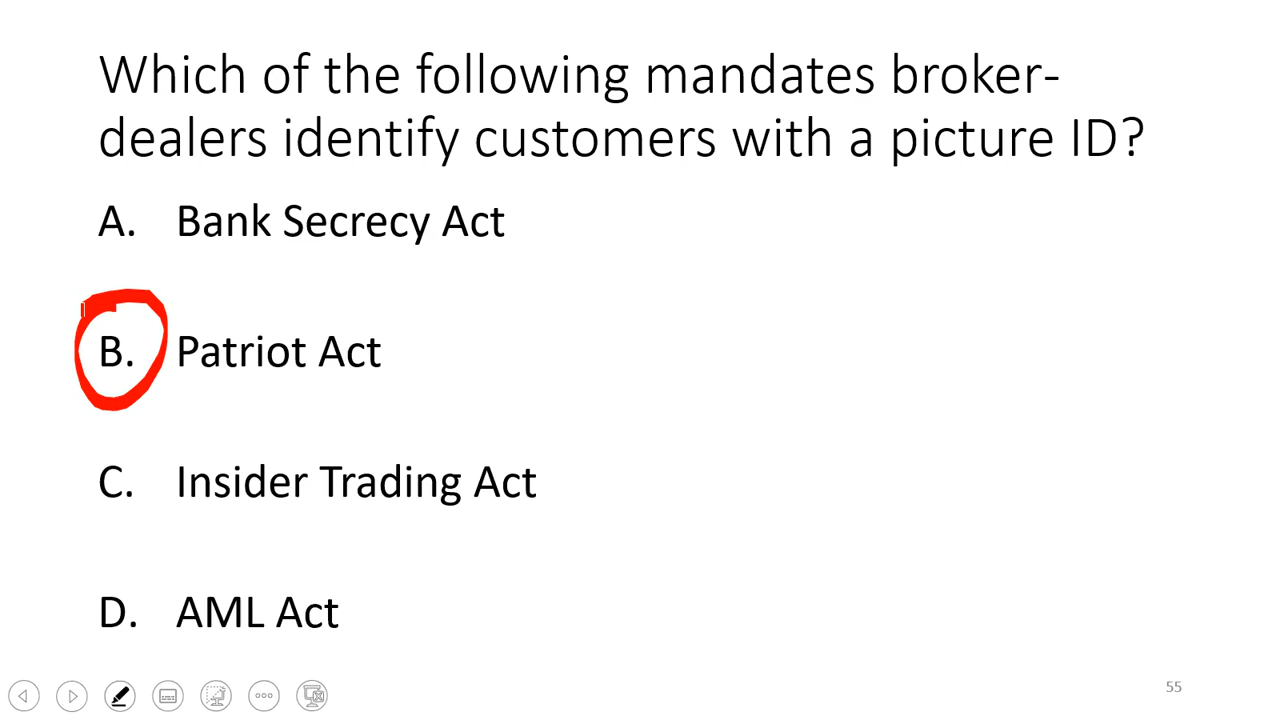 Which of the following mandates broker-
dealers identify customers with a picture ID?
A. Bank Secrecy Act
B. Patriot Act
C. Insider Trading Act
D. AML Act
55